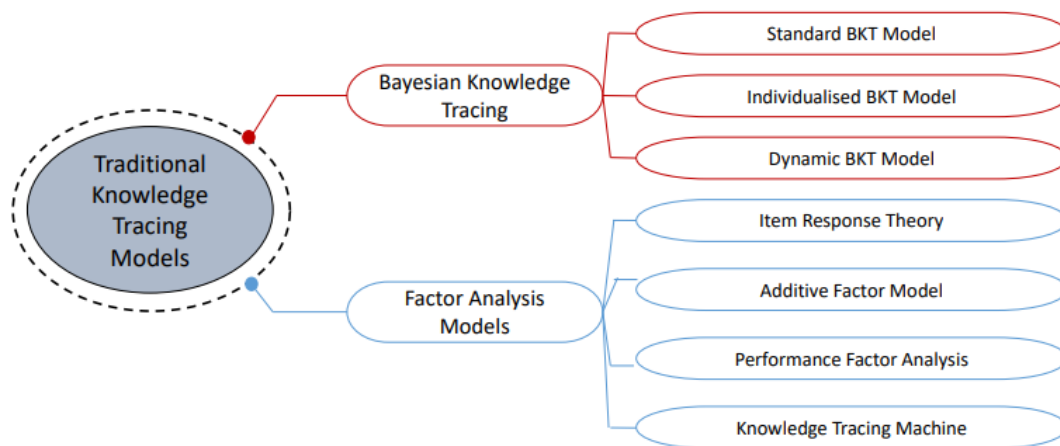 Traditional
Knowledge
Tracing
Models
Bayesian Knowledge
Tracing
Standard BKT Model
Individualised BKT Model
Dynamic BKT Model
Factor Analysis
Models
Item Response Theory
Additive Factor Model
Performance Factor Analysis
Knowledge Tracing Machine